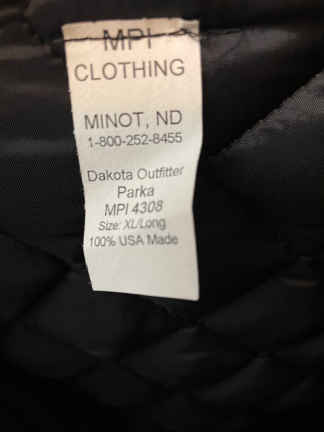 MPI
CLOTHING
MINOT, ND
1-800-252-8455
Dakota Outfitter
Parka
MPI 4308
Size: XL/Long
100% USA Made